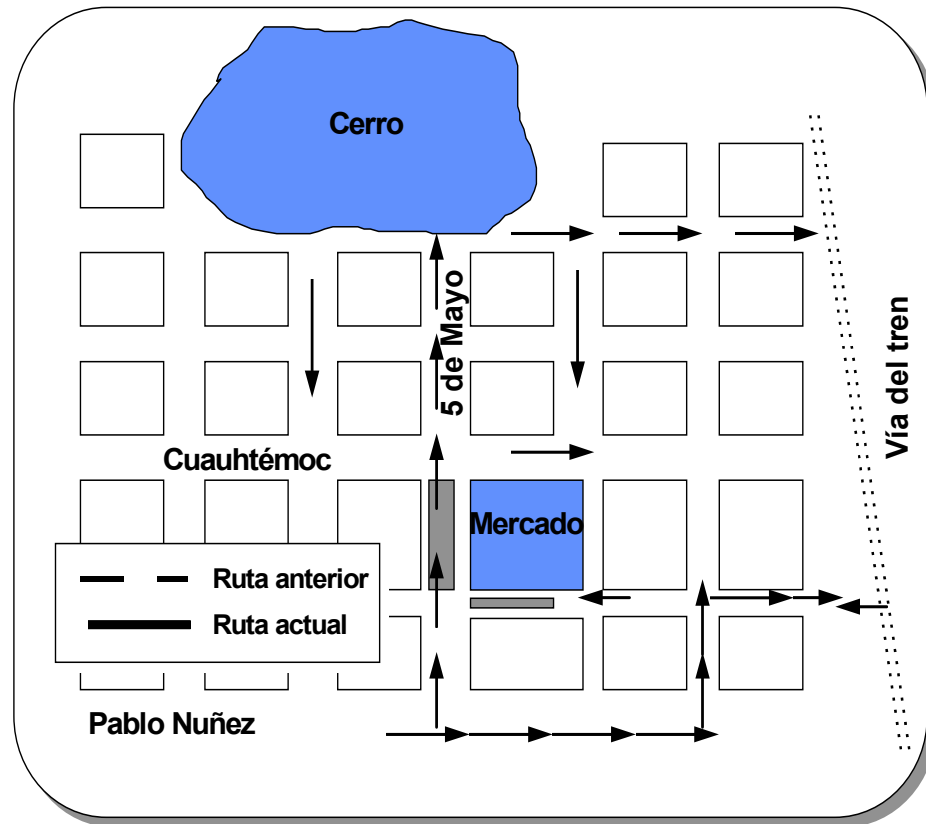 Cerro
5 de Mayo
Vía del tren
Cuauhtémoc
Mercado
Ruta anterior
Ruta actual
Pablo Nuñez